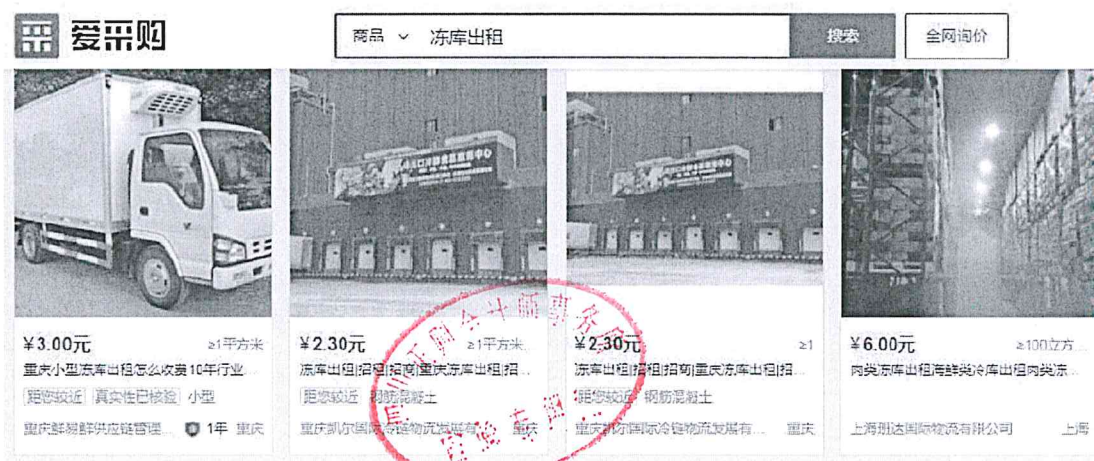 爱采购
商品 冻库出租 搜索 全网询价
¥3.00元 ≥1平方米
重庆小型冻库出租怎么收费10年行业...
距您较近 真实性已核验 小型
重庆鲜易鲜供应链管理... 1年 重庆
¥2.30元 ≥1平方米
冻库出租|招租|招商|重庆冻库出租|招...
距您较近 钢筋混凝土
重庆凯尔国际冷链物流发展有... 重庆
¥2.30元 ≥1
冻库出租|招租|招商|重庆冻库出租|招...
距您较近 钢筋混凝土
重庆凯尔国际冷链物流发展有... 重庆
¥6.00元 ≥100立方...
肉类冻库出租海鲜类冷库出租肉类冻...
上海班达国际物流有限公司 上海